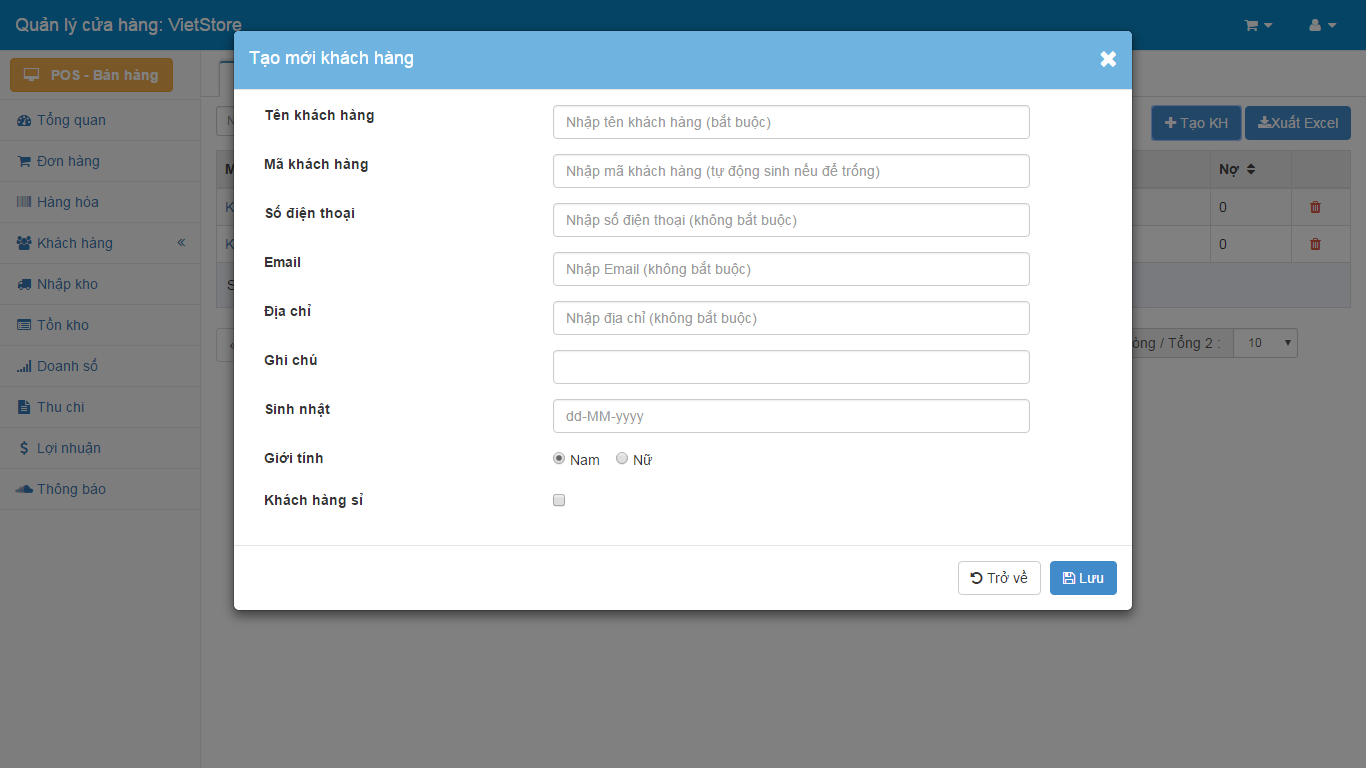 Quản lý cửa hàng: VietStore
Tạo mới khách hàng
POS - Bán hàng
Tổng quan
Đơn hàng
Hàng hóa
Khách hàng
Nhập kho
Tồn kho
Doanh số
Thu chi
Lợi nhuận
Thông báo
Tên khách hàng
Nhập tên khách hàng (bắt buộc)
Mã khách hàng
Nhập mã khách hàng (tự động sinh nếu để trống)
Số điện thoại
Nhập số điện thoại (không bắt buộc)
Email
Nhập Email (không bắt buộc)
Địa chỉ
Nhập địa chỉ (không bắt buộc)
Ghi chú
Sinh nhật
dd-MM-yyyy
Giới tính
Nam
Nữ
Khách hàng sỉ
Trở về
Lưu
Tạo KH
Xuất Excel
Nợ
0
0
/ Tổng 2 :
10